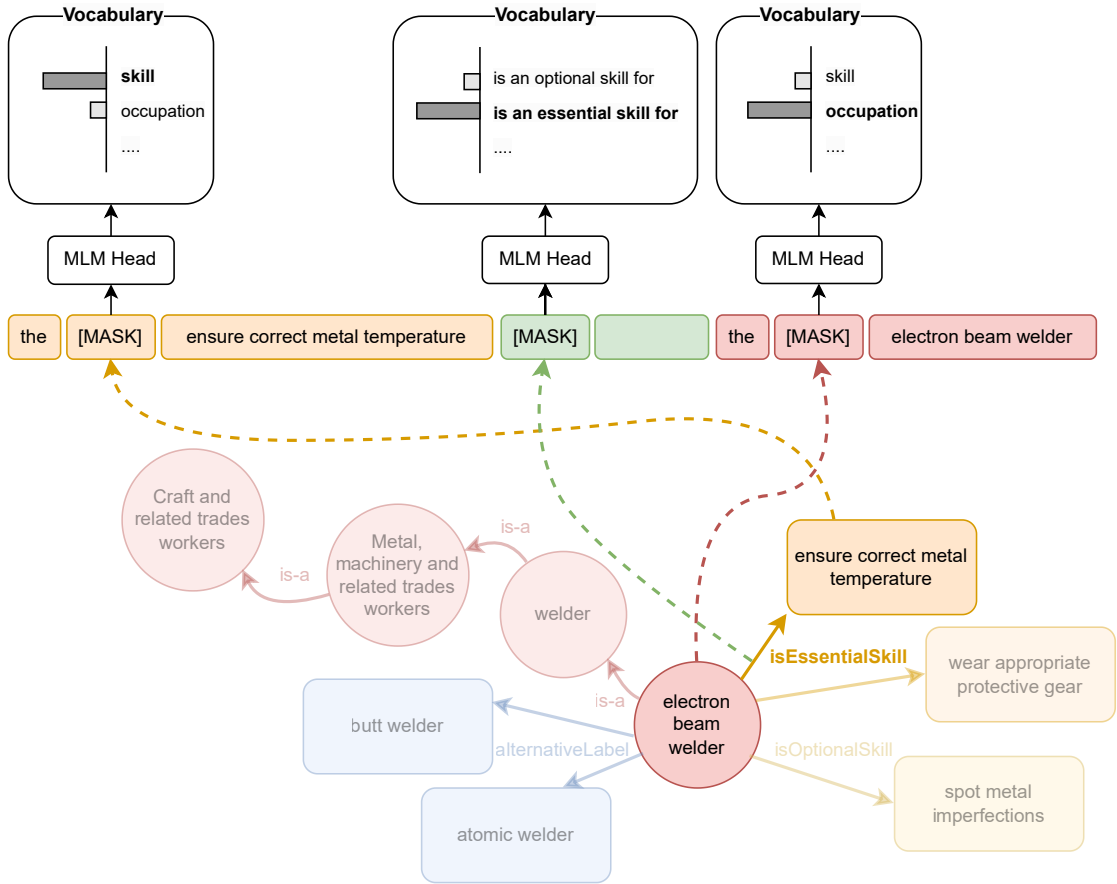 Vocabulary
skill
occupation
....
Vocabulary
is an optional skill for
is an essential skill for
....
Vocabulary
skill
occupation
....
MLM Head
MLM Head
MLM Head
the
[MASK]
ensure correct metal temperature
[MASK]
the
[MASK]
electron beam welder
Craft and
related trades
workers
is-a
Metal,
machinery and
related trades
workers
is-a
welder
is-a
ensure correct metal
temperature
isEssentialSkill
wear appropriate
protective gear
electron
beam
welder
butt welder
alternativeLabel
isOptionalSkill
spot metal
imperfections
atomic welder